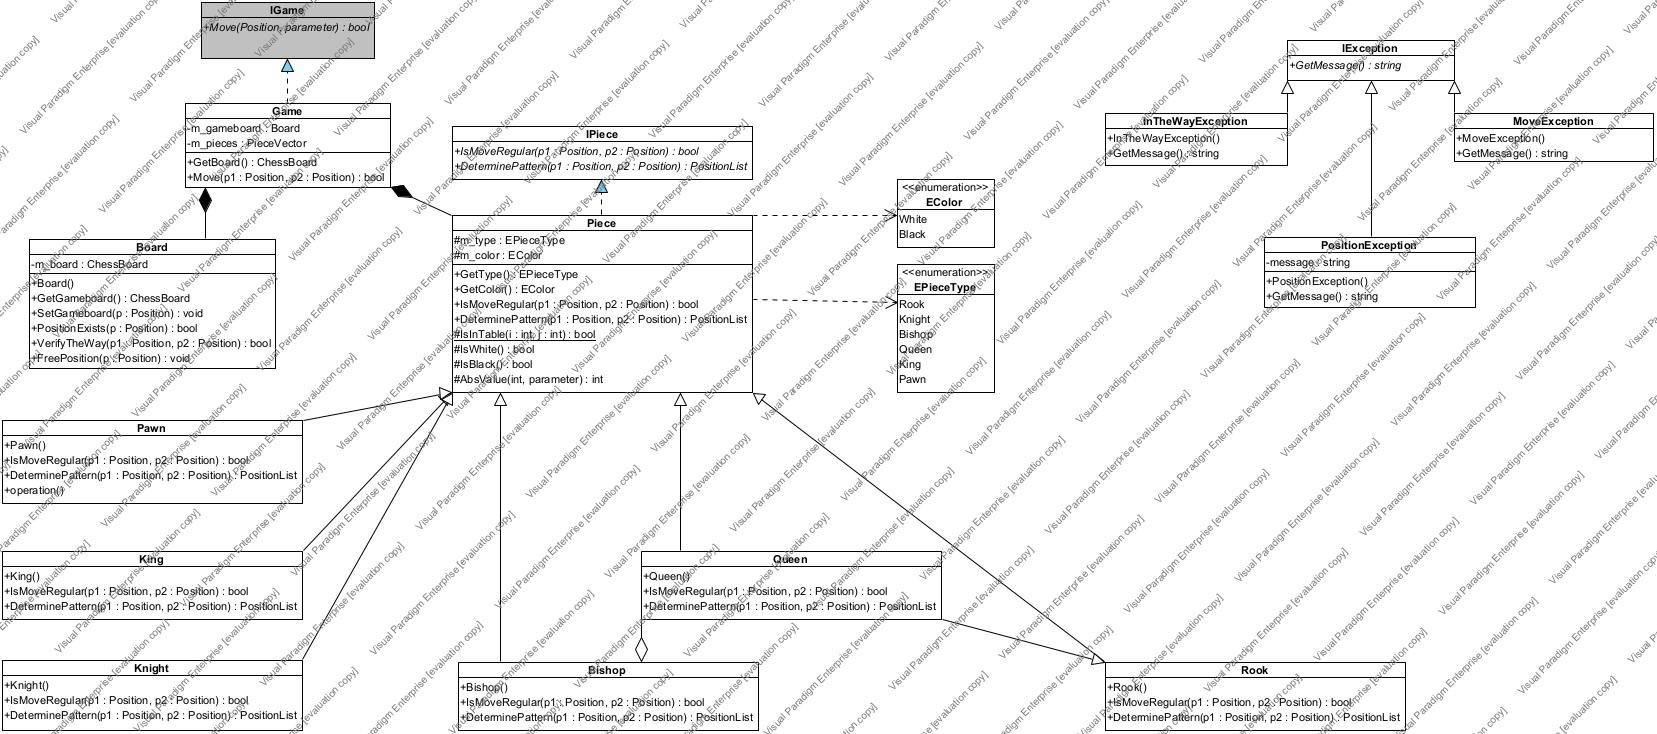 IGame
+Move(Position, parameter) : bool
Game
-m_gameboard : Board
-m_pieces : PieceVector
+GetBoard() : ChessBoard
+Move(p1 : Position, p2 : Position) : bool
Board
-m_board : ChessBoard
+Board()
+GetGameboard() : ChessBoard
+SetGameboard(p : Position) : void
+PositionExists(p : Position) : bool
+VerifyTheWay(p1 : Position, p2 : Position) : bool
+FreePosition(p : Position) : void
IPiece
+IsMoveRegular(p1 : Position, p2 : Position) : bool
+DeterminePattern(p1 : Position, p2 : Position) : PositionList
Piece
#m_type : EPieceType
#m_color : EColor
+GetType() : EPieceType
+GetColor() : EColor
+IsMoveRegular(p1 : Position, p2 : Position) : bool
+DeterminePattern(p1 : Position, p2 : Position) : PositionList
#IsInTable(i : int, j : int) : bool
#IsWhite() : bool
#IsBlack() : bool
#AbsValue(int, parameter) : int
<<enumeration>>
EColor
White
Black
<<enumeration>>
EPieceType
Rook
Knight
Bishop
Queen
King
Pawn
IException
+GetMessage() : string
InTheWayException
+InTheWayException()
+GetMessage() : string
MoveException
+MoveException()
+GetMessage() : string
PositionException
-message : string
+PositionException()
+GetMessage() : string
Pawn
+Pawn()
+IsMoveRegular(p1 : Position, p2 : Position) : bool
+DeterminePattern(p1 : Position, p2 : Position) : PositionList
+operation()
King
+King()
+IsMoveRegular(p1 : Position, p2 : Position) : bool
+DeterminePattern(p1 : Position, p2 : Position) : PositionList
Knight
+Knight()
+IsMoveRegular(p1 : Position, p2 : Position) : bool
+DeterminePattern(p1 : Position, p2 : Position) : PositionList
Queen
+Queen()
+IsMoveRegular(p1 : Position, p2 : Position) : bool
+DeterminePattern(p1 : Position, p2 : Position) : PositionList
Bishop
+Bishop()
+IsMoveRegular(p1 : Position, p2 : Position) : bool
+DeterminePattern(p1 : Position, p2 : Position) : PositionList
Rook
+Rook()
+IsMoveRegular(p1 : Position, p2 : Position) : bool
+DeterminePattern(p1 : Position, p2 : Position) : PositionList
Visual Paradigm Enterprise [evaluation copy]